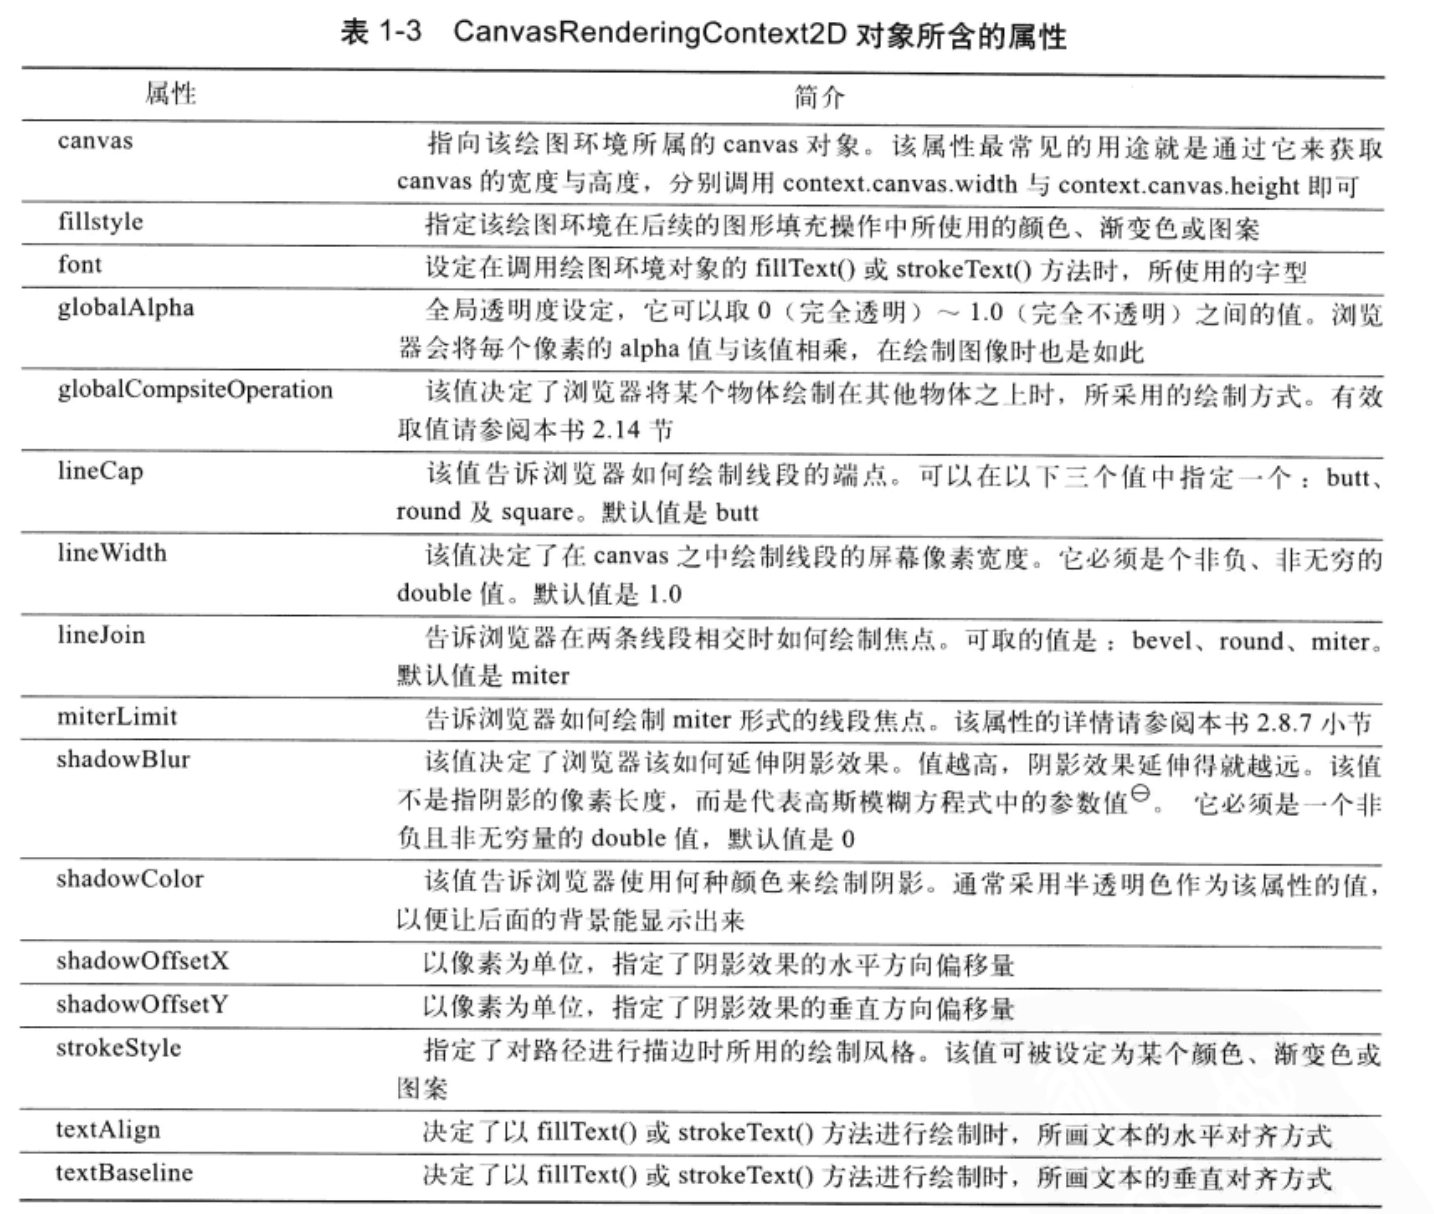 表 1-3 CanvasRenderingContext2D 对象所含的属性
属性 简介
canvas 指向该绘图环境所属的 canvas 对象。该属性最常见的用途就是通过它来获取
canvas 的宽度与高度，分别调用 context.canvas.width 与 context.canvas.height 即可
fillstyle 指定该绘图环境在后续的图形填充操作中所使用的颜色、渐变色或图案
font 设定在调用绘图环境对象的 fillText() 或 strokeText() 方法时，所使用的字型
globalAlpha 全局透明度设定，它可以取 0（完全透明）～ 1.0（完全不透明）之间的值。浏览
器会将每个像素的 alpha 值与该值相乘，在绘制图像时也是如此
globalCompsiteOperation 该值决定了浏览器将某个物体绘制在其他物体之上时，所采用的绘制方式。有效
取值请参阅本书 2.14 节
lineCap 该值告诉浏览器如何绘制线段的端点。可以在以下三个值中指定一个：butt、
round 及 square。默认值是 butt
lineWidth 该值决定了在 canvas 之中绘制线段的屏幕像素宽度。它必须是个非负、非无穷的
double 值。默认值是 1.0
lineJoin 告诉浏览器在两条线段相交时如何绘制焦点。可取的值是：bevel、round、miter。
默认值是 miter
miterLimit 告诉浏览器如何绘制 miter 形式的线段焦点。该属性的详情请参阅本书 2.8.7 小节
shadowBlur 该值决定了浏览器该如何延伸阴影效果。值越高，阴影效果延伸得就越远。该值
不是指阴影的像素长度，而是代表高斯模糊方程式中的参数值⊖。 它必须是一个非
负且非无穷量的 double 值，默认值是 0
shadowColor 该值告诉浏览器使用何种颜色来绘制阴影。通常采用半透明色作为该属性的值，
以便让后面的背景能显示出来
shadowOffsetX 以像素为单位，指定了阴影效果的水平方向偏移量
shadowOffsetY 以像素为单位，指定了阴影效果的垂直方向偏移量
strokeStyle 指定了对路径进行描边时所用的绘制风格。该值可被设定为某个颜色、渐变色或
图案
textAlign 决定了以 fillText() 或 strokeText() 方法进行绘制时，所画文本的水平对齐方式
textBaseline 决定了以 fillText() 或 strokeText() 方法进行绘制时，所画文本的垂直对齐方式